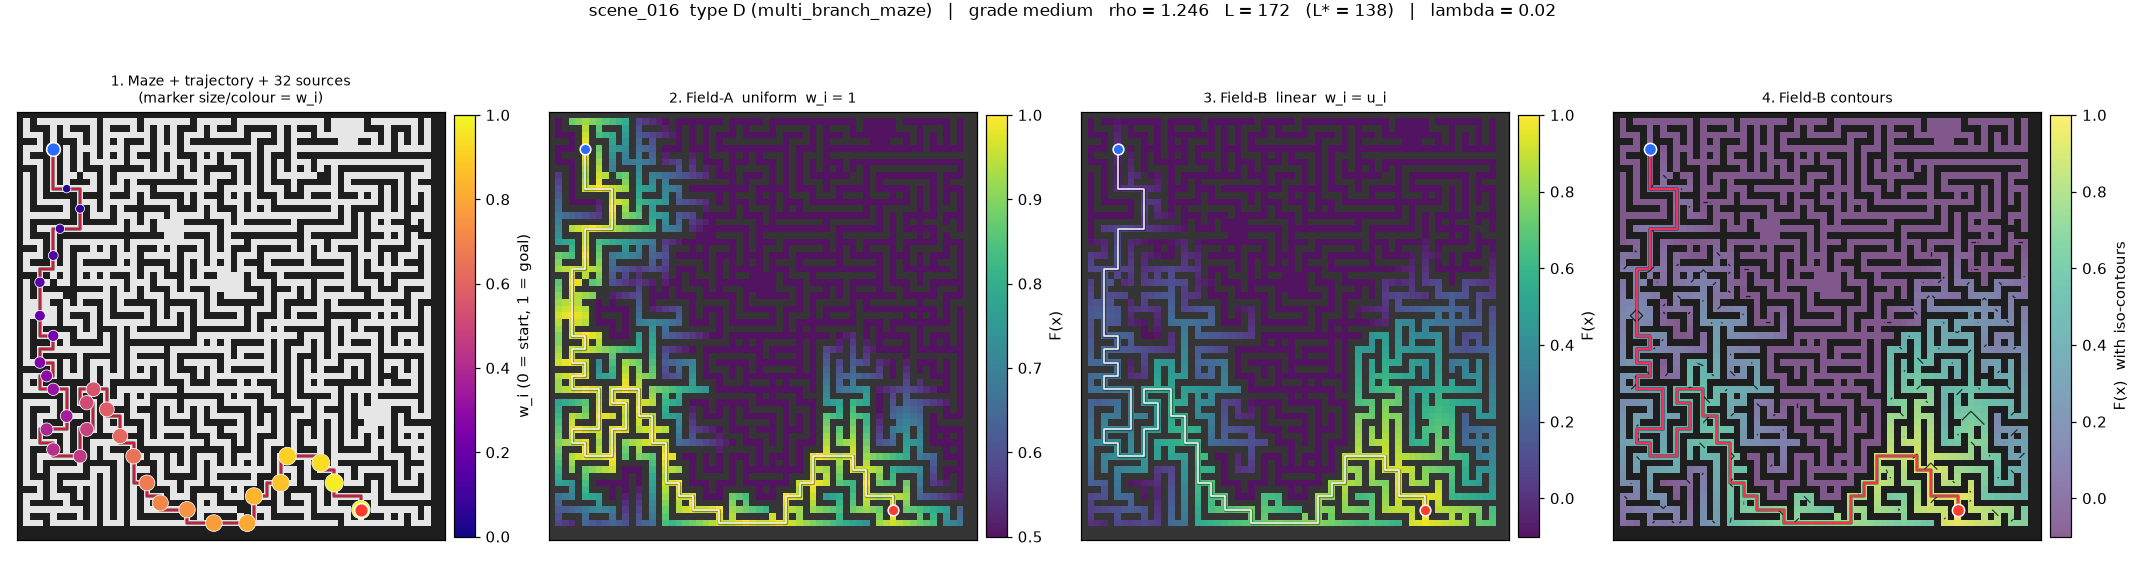 scene_016  type D (multi_branch_maze)   |   grade medium   rho = 1.246   L = 172   (L* = 138)   |   lambda = 0.02
1. Maze + trajectory + 32 sources
(marker size/colour = w_i)
1.0
0.8
0.6
0.4
0.2
0.0
w_i (0 = start, 1 = goal)
2. Field-A  uniform  w_i = 1
1.0
0.9
0.8
0.7
0.6
0.5
F(x)
3. Field-B  linear  w_i = u_i
1.0
0.8
0.6
0.4
0.2
0.0
F(x)
4. Field-B contours
1.0
0.8
0.6
0.4
0.2
0.0
F(x)   with iso-contours